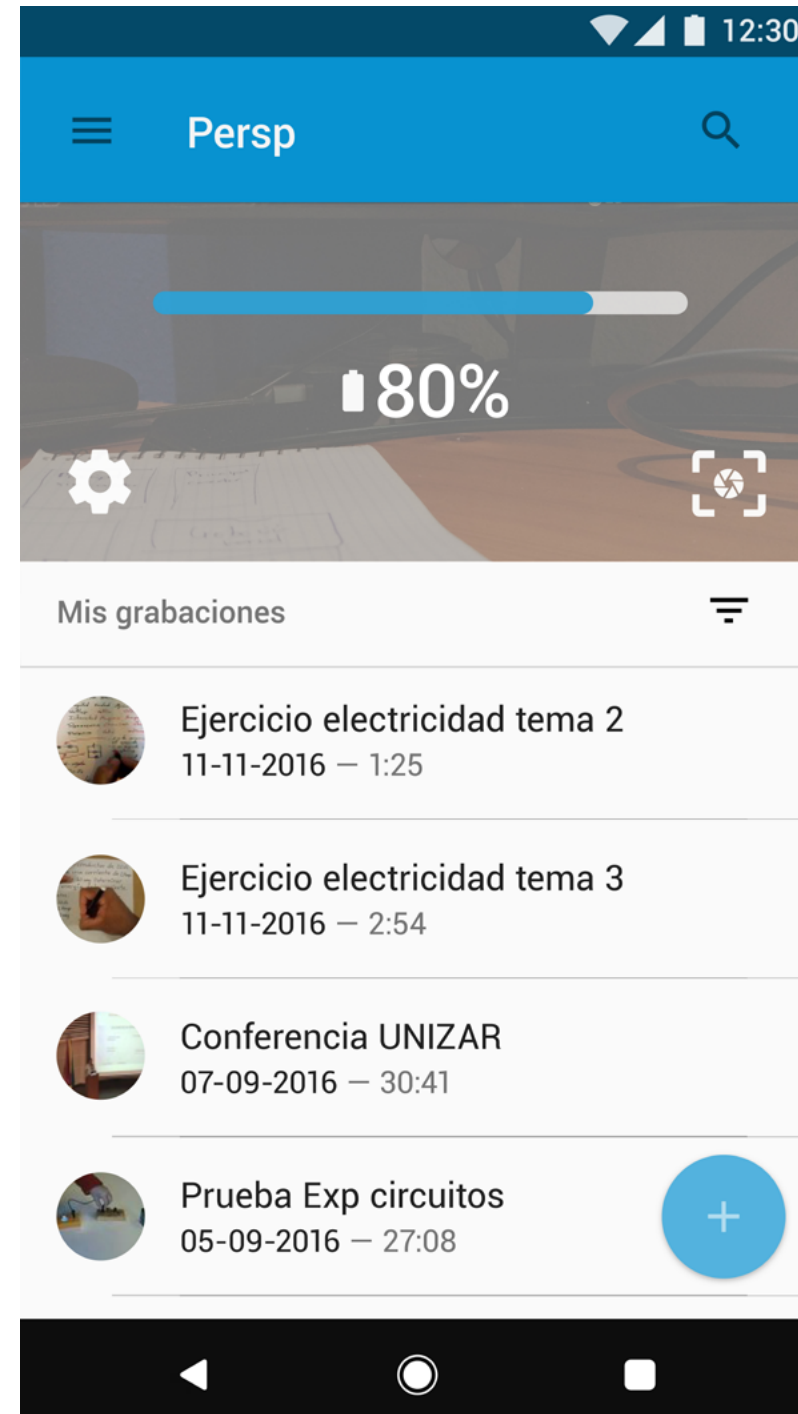 12:30
Persp
80%
Mis grabaciones
Ejercicio electricidad tema 2
11-11-2016 — 1:25
Ejercicio electricidad tema 3
11-11-2016 — 2:54
Conferencia UNIZAR
07-09-2016 — 30:41
Prueba Exp circuitos
05-09-2016 — 27:08